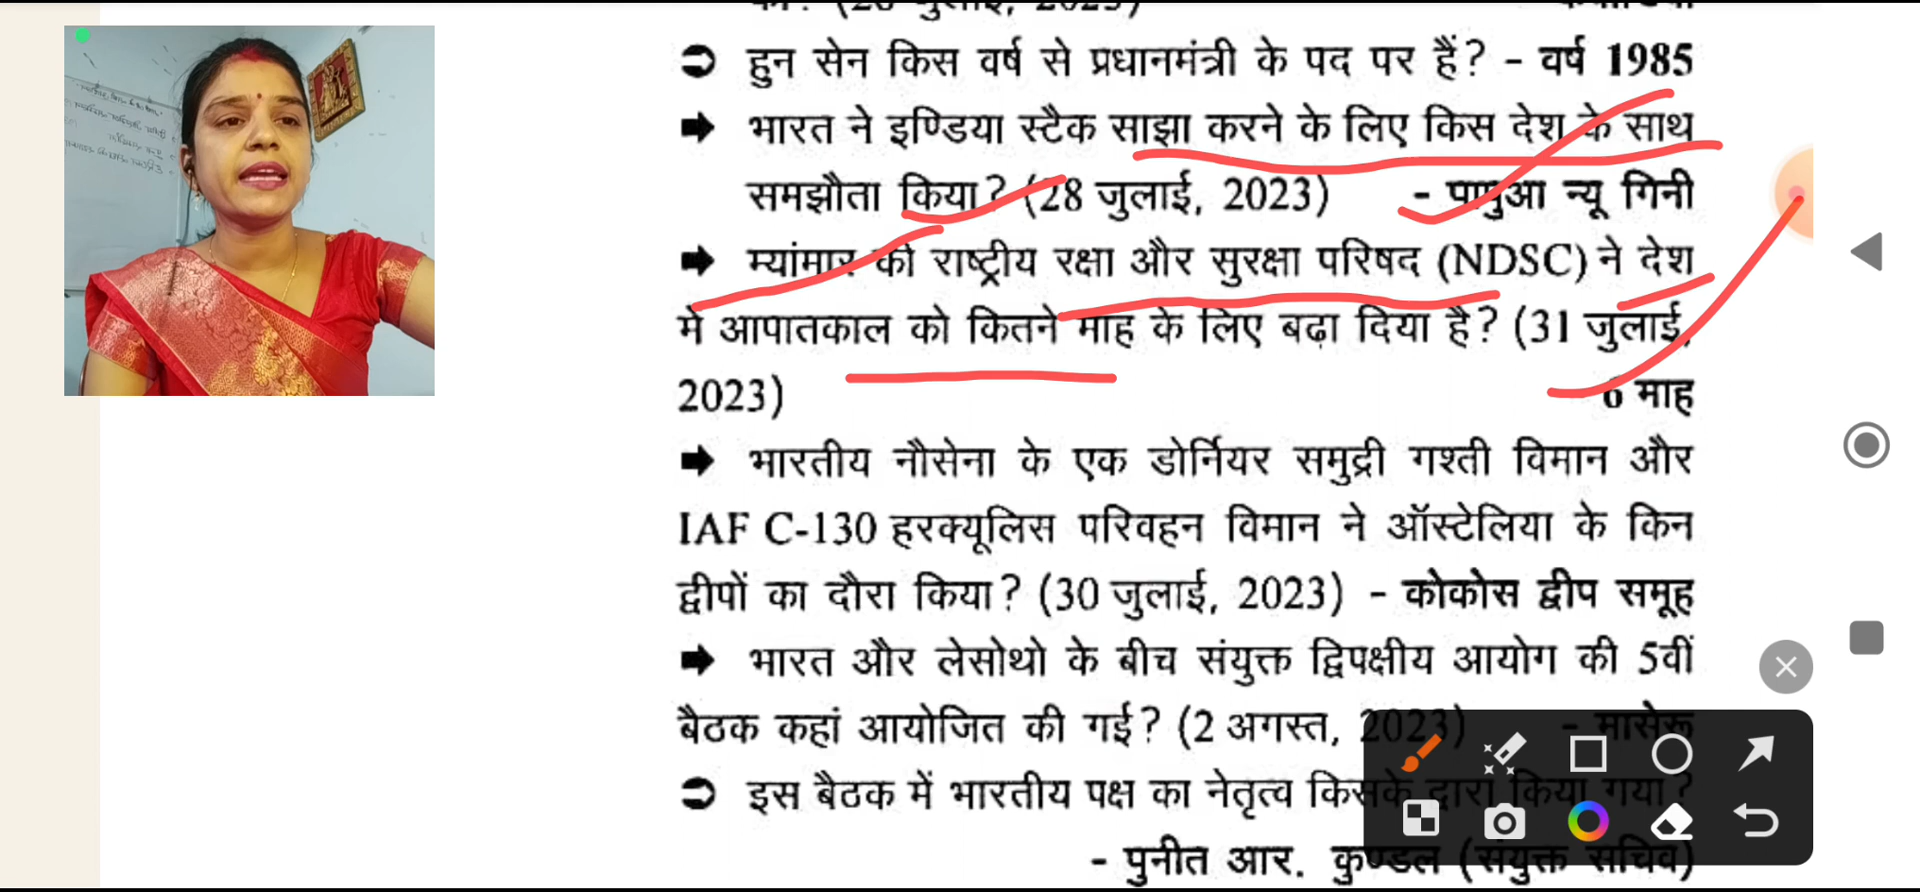 (28 जुलाई, 2023)
➲ हुन सेन किस वर्ष से प्रधानमंत्री के पद पर हैं? - वर्ष 1985
➡ भारत ने इण्डिया स्टैक साझा करने के लिए किस देश के साथ
समझौता किया? (28 जुलाई, 2023) - पापुआ न्यू गिनी
➡ म्यांमार की राष्ट्रीय रक्षा और सुरक्षा परिषद (NDSC) ने देश
में आपातकाल को कितने माह के लिए बढ़ा दिया है? (31 जुलाई,
2023) 6 माह
➡ भारतीय नौसेना के एक डोर्नियर समुद्री गश्ती विमान और
IAF C-130 हरक्यूलिस परिवहन विमान ने ऑस्टेलिया के किन
द्वीपों का दौरा किया? (30 जुलाई, 2023) - कोकोस द्वीप समूह
➡ भारत और लेसोथो के बीच संयुक्त द्विपक्षीय आयोग की 5वीं
बैठक कहां आयोजित की गई? (2 अगस्त, 2023) - मासेरू
➲ इस बैठक में भारतीय पक्ष का नेतृत्व किसके द्वारा किया गया?
- पुनीत आर. कुण्डल (संयुक्त सचिव)